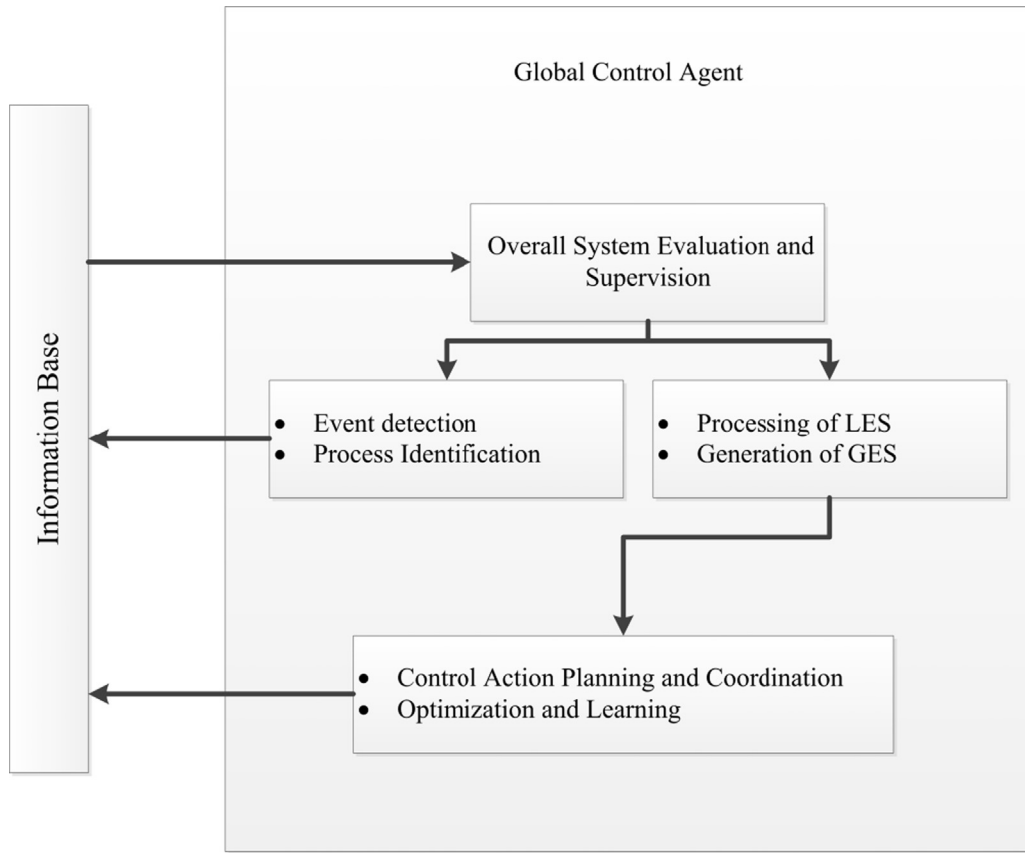 Global Control Agent
Information Base
Overall System Evaluation and
Supervision
• Event detection
• Process Identification
• Processing of LES
• Generation of GES
• Control Action Planning and Coordination
• Optimization and Learning